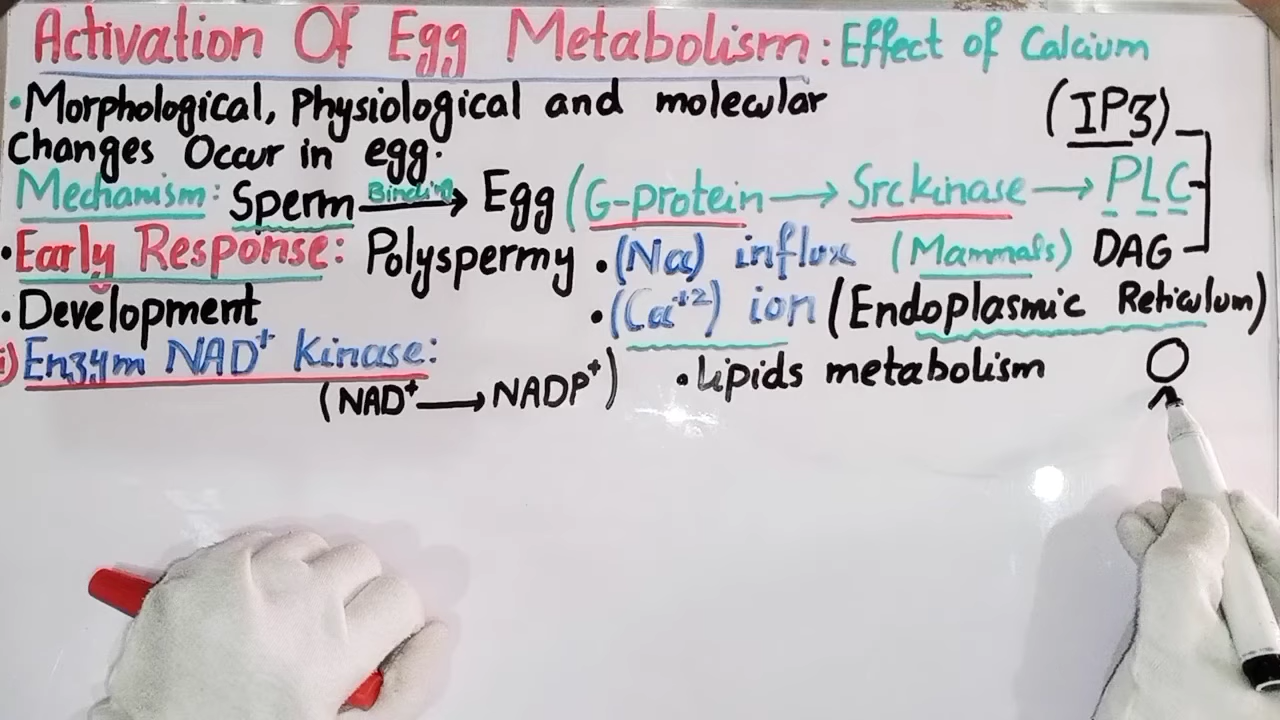 Activation Of Egg Metabolism: Effect of Calcium
•Morphological, Physiological and molecular
Changes Occur in egg.
(IP3)
Mechanism: Sperm Binding → Egg (G-protein → Src kinase → PLC
•Early Response: Polyspermy •(Na) influx (Mammals) DAG
•Development •(Ca+2) ion (Endoplasmic Reticulum)
i) Enzym NAD+ Kinase:
(NAD+ → NADP+) •Lipids metabolism